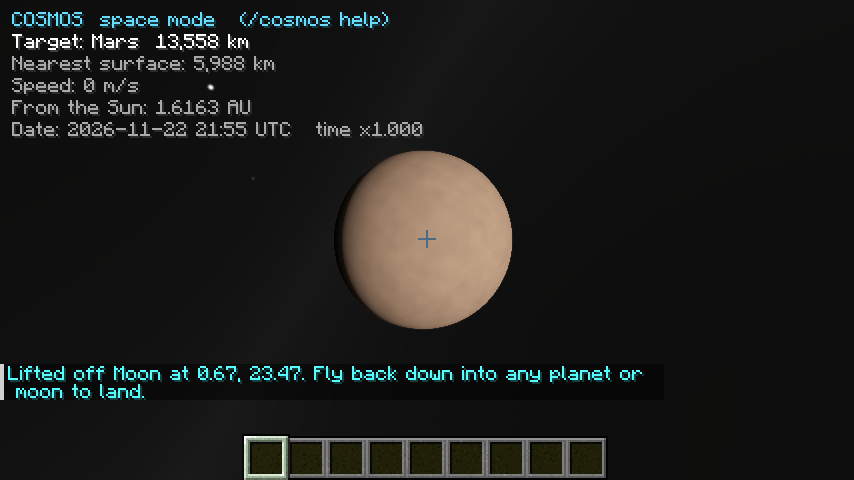 COSMOS space mode (/cosmos help)
Target: Mars 13,558 km
Nearest surface: 5,988 km
Speed: 0 m/s
From the Sun: 1.6163 AU
Date: 2026-11-22 21:55 UTC time x1.000
Lifted off Moon at 0.67, 23.47. Fly back down into any planet or
moon to land.